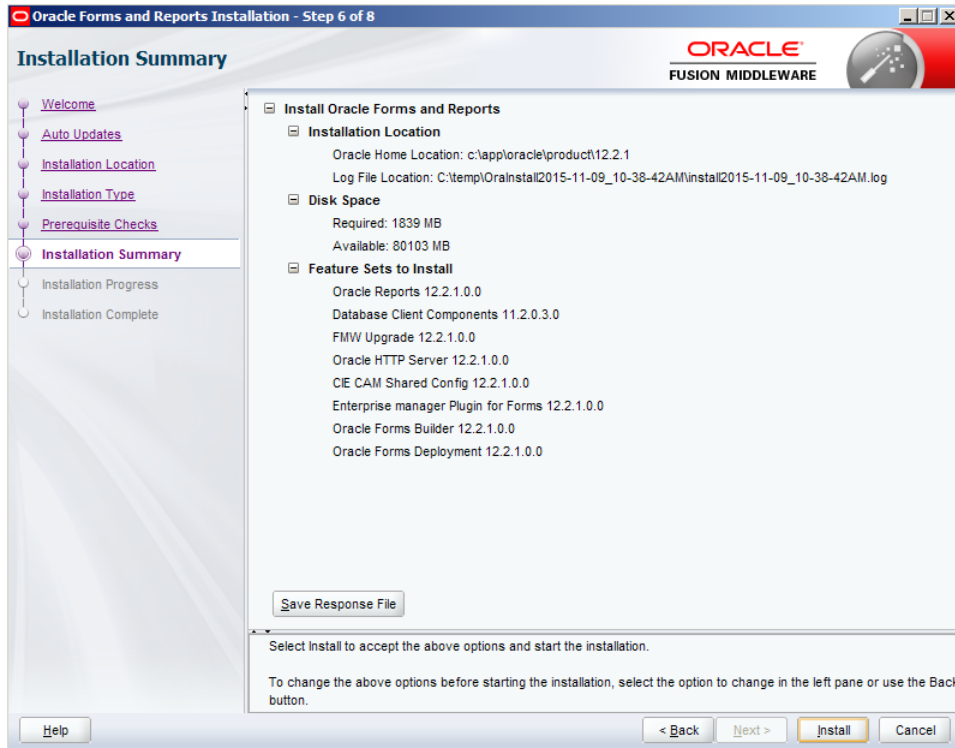 Oracle Forms and Reports Installation - Step 6 of 8
Installation Summary
ORACLE
FUSION MIDDLEWARE
Welcome
Auto Updates
Installation Location
Installation Type
Prerequisite Checks
Installation Summary
Installation Progress
Installation Complete
Install Oracle Forms and Reports
Installation Location
Oracle Home Location: c:\app\oracle\product\12.2.1
Log File Location: C:\temp\OraInstall2015-11-09_10-38-42AM\install2015-11-09_10-38-42AM.log
Disk Space
Required: 1839 MB
Available: 80103 MB
Feature Sets to Install
Oracle Reports 12.2.1.0.0
Database Client Components 11.2.0.3.0
FMW Upgrade 12.2.1.0.0
Oracle HTTP Server 12.2.1.0.0
CIE CAM Shared Config 12.2.1.0.0
Enterprise manager Plugin for Forms 12.2.1.0.0
Oracle Forms Builder 12.2.1.0.0
Oracle Forms Deployment 12.2.1.0.0
Save Response File
Select Install to accept the above options and start the installation.
To change the above options before starting the installation, select the option to change in the left pane or use the Back
button.
Help
< Back
Next >
Install
Cancel